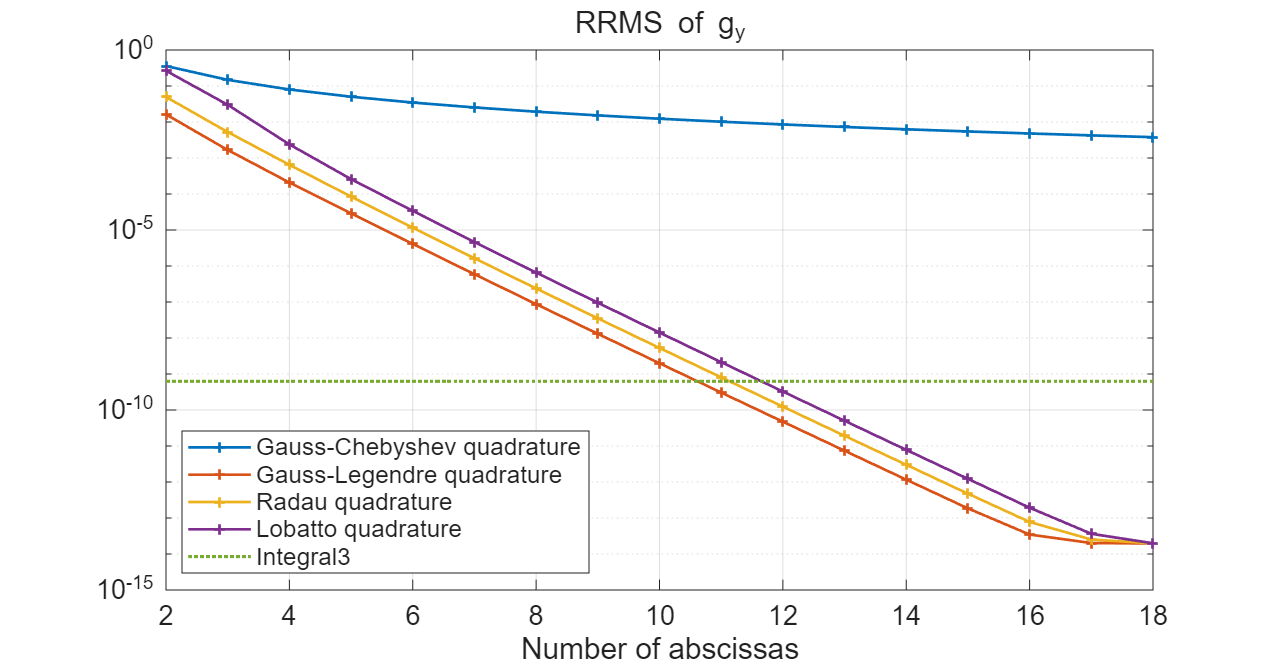 RRMS of g_y
10^0
10^-5
10^-10
10^-15
Gauss-Chebyshev quadrature
Gauss-Legendre quadrature
Radau quadrature
Lobatto quadrature
Integral3
2 4 6 8 10 12 14 16 18
Number of abscissas